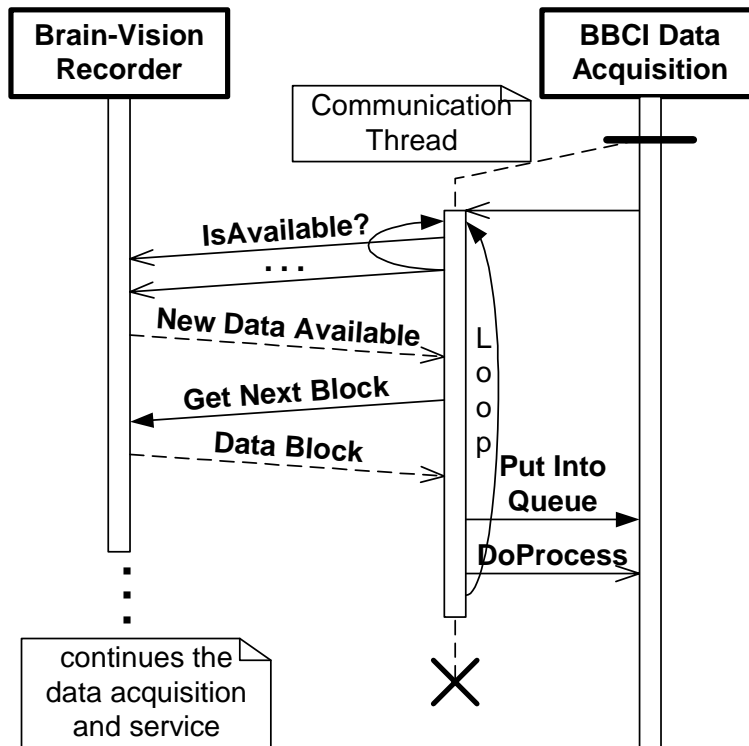 Brain-Vision
Recorder
BBCI Data
Acquisition
Communication
Thread
IsAvailable?
...
New Data Available
Get Next Block
Data Block
Loop
Put Into
Queue
DoProcess
continues the
data acquisition
and service